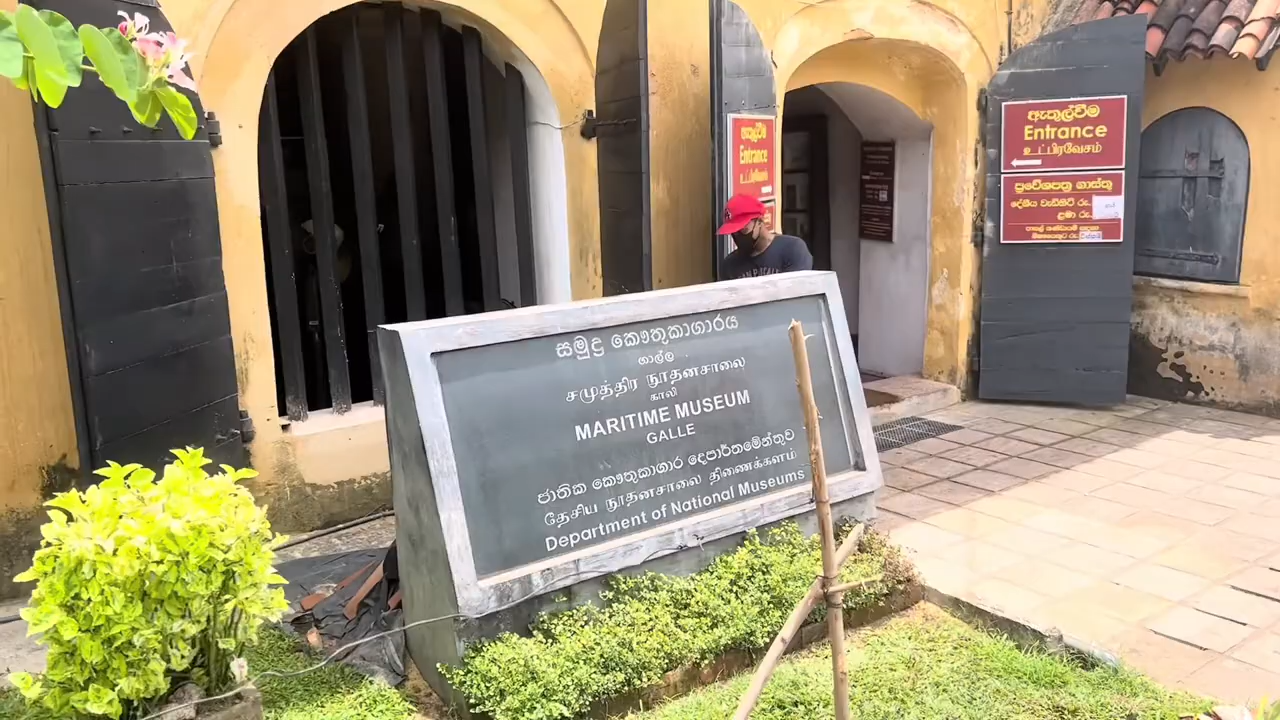 සමුද්‍ර කෞතුකාගාරය
ගාල්ල
சமுத்திர நூதனசாலை
காலி
MARITIME MUSEUM
GALLE
ජාතික කෞතුකාගාර දෙපාර්තමේන්තුව
தேசிய நூதனசாலை திணைக்களம்
Department of National Museums
Entrance
ඇතුල්වීම
Entrance
உட்பிரவேசம்
ප්‍රවේශපත්‍ර ගාස්තු
දේශීය වැඩිහිටි රු.
ළමා රු.